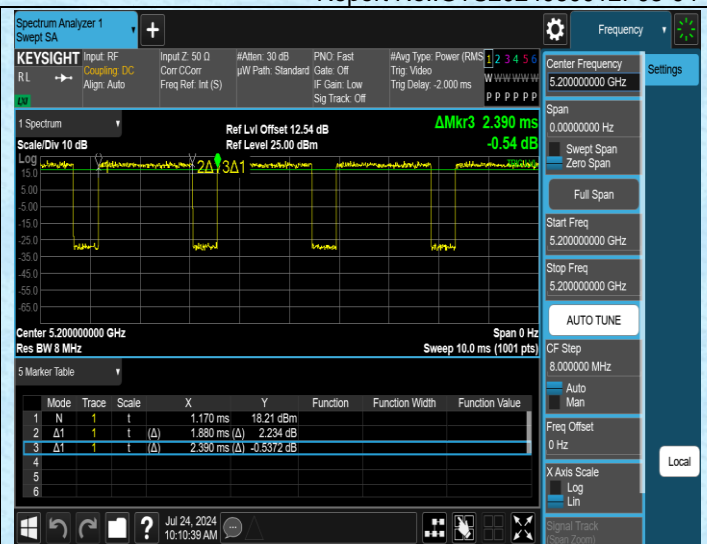 Spectrum Analyzer 1
Swept SA
+
Frequency
KEYSIGHT
RL
LXI
Input: RF
Coupling: DC
Align: Auto
Input Z: 50 Ω
Corr CCorr
Freq Ref: Int (S)
#Atten: 30 dB
µW Path: Standard
PNO: Fast
Gate: Off
IF Gain: Low
Sig Track: Off
#Avg Type: Power (RMS
Trig: Video
Trig Delay: -2.000 ms
1 2 3 4 5 6
W W W W W W
P P P P P P
1 Spectrum
Scale/Div 10 dB
Ref Lvl Offset 12.54 dB
Ref Level 25.00 dBm
ΔMkr3 2.390 ms
-0.54 dB
Log
15.0
5.00
-5.00
-15.0
-25.0
-35.0
-45.0
-55.0
-65.0
2Δ1
3Δ1
Center 5.200000000 GHz
Res BW 8 MHz
Span 0 Hz
Sweep 10.0 ms (1001 pts)
5 Marker Table
Mode Trace Scale X Y Function Function Width Function Value
1 N 1 t 1.170 ms 18.21 dBm
2 Δ1 1 t (Δ) 1.880 ms (Δ) 2.234 dB
3 Δ1 1 t (Δ) 2.390 ms (Δ) -0.5372 dB
4
5
6
?
Jul 24, 2024
10:10:39 AM
Center Frequency
5.200000000 GHz
Span
0.00000000 Hz
Swept Span
Zero Span
Full Span
Start Freq
5.200000000 GHz
Stop Freq
5.200000000 GHz
AUTO TUNE
CF Step
8.000000 MHz
Auto
Man
Freq Offset
0 Hz
X Axis Scale
Log
Lin
Signal Track
(Span Zoom)
Settings
Local